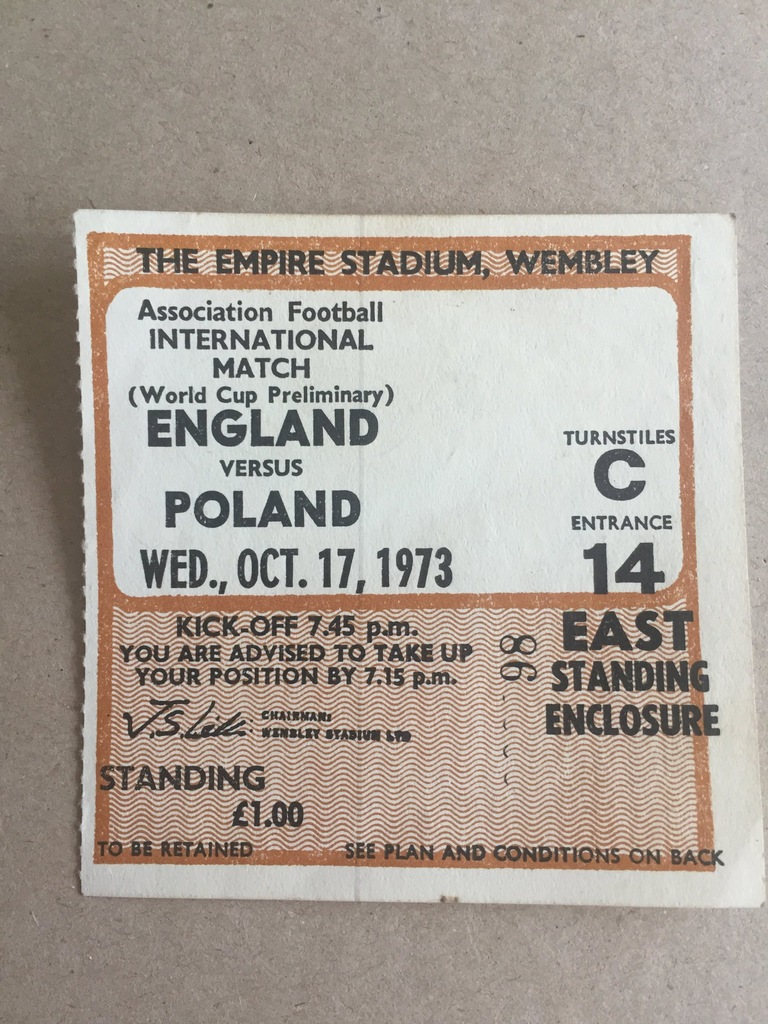 THE EMPIRE STADIUM, WEMBLEY
Association Football
INTERNATIONAL
MATCH
(World Cup Preliminary)
ENGLAND
VERSUS
POLAND
WED., OCT. 17, 1973
TURNSTILES
C
ENTRANCE
14
EAST
STANDING
ENCLOSURE
KICK-OFF 7.45 p.m.
YOU ARE ADVISED TO TAKE UP
YOUR POSITION BY 7.15 p.m.
CHAIRMAN:
WEMBLEY STADIUM LTD
STANDING
£1.00
TO BE RETAINED
SEE PLAN AND CONDITIONS ON BACK